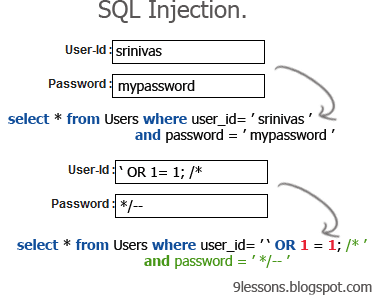 SQL Injection.
User-Id : srinivas
Password : mypassword
select * from Users where user_id= ' srinivas '
and password = ' mypassword '
User-Id : ' OR 1= 1; /*
Password : */--
select * from Users where user_id= ' ' OR 1 = 1; /* '
and password = ' */-- '
9lessons.blogspot.com